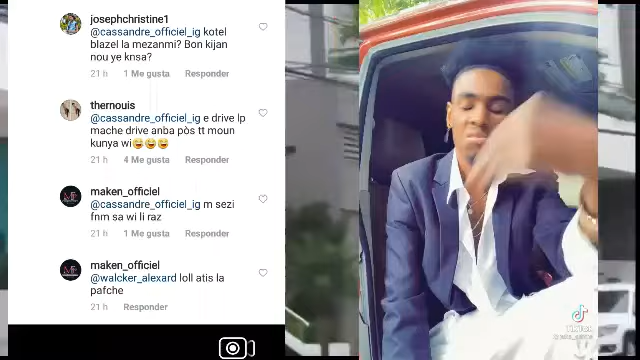 josephchristine1
@cassandre_officiel_ig kotel
blazel la mezanmi? Bon kijan
nou ye knsa?
21 h 1 Me gusta Responder
thernouis
@cassandre_officiel_ig e drive lp
mache drive anba pòs tt moun
kunya wi😂😂😂
21 h 4 Me gusta Responder
maken_officiel
@cassandre_officiel_ig m sezi
fnm sa wi li raz
21 h 1 Me gusta Responder
maken_officiel
@walcker_alexard loll atis la
pafche
21 h Responder
TikTok